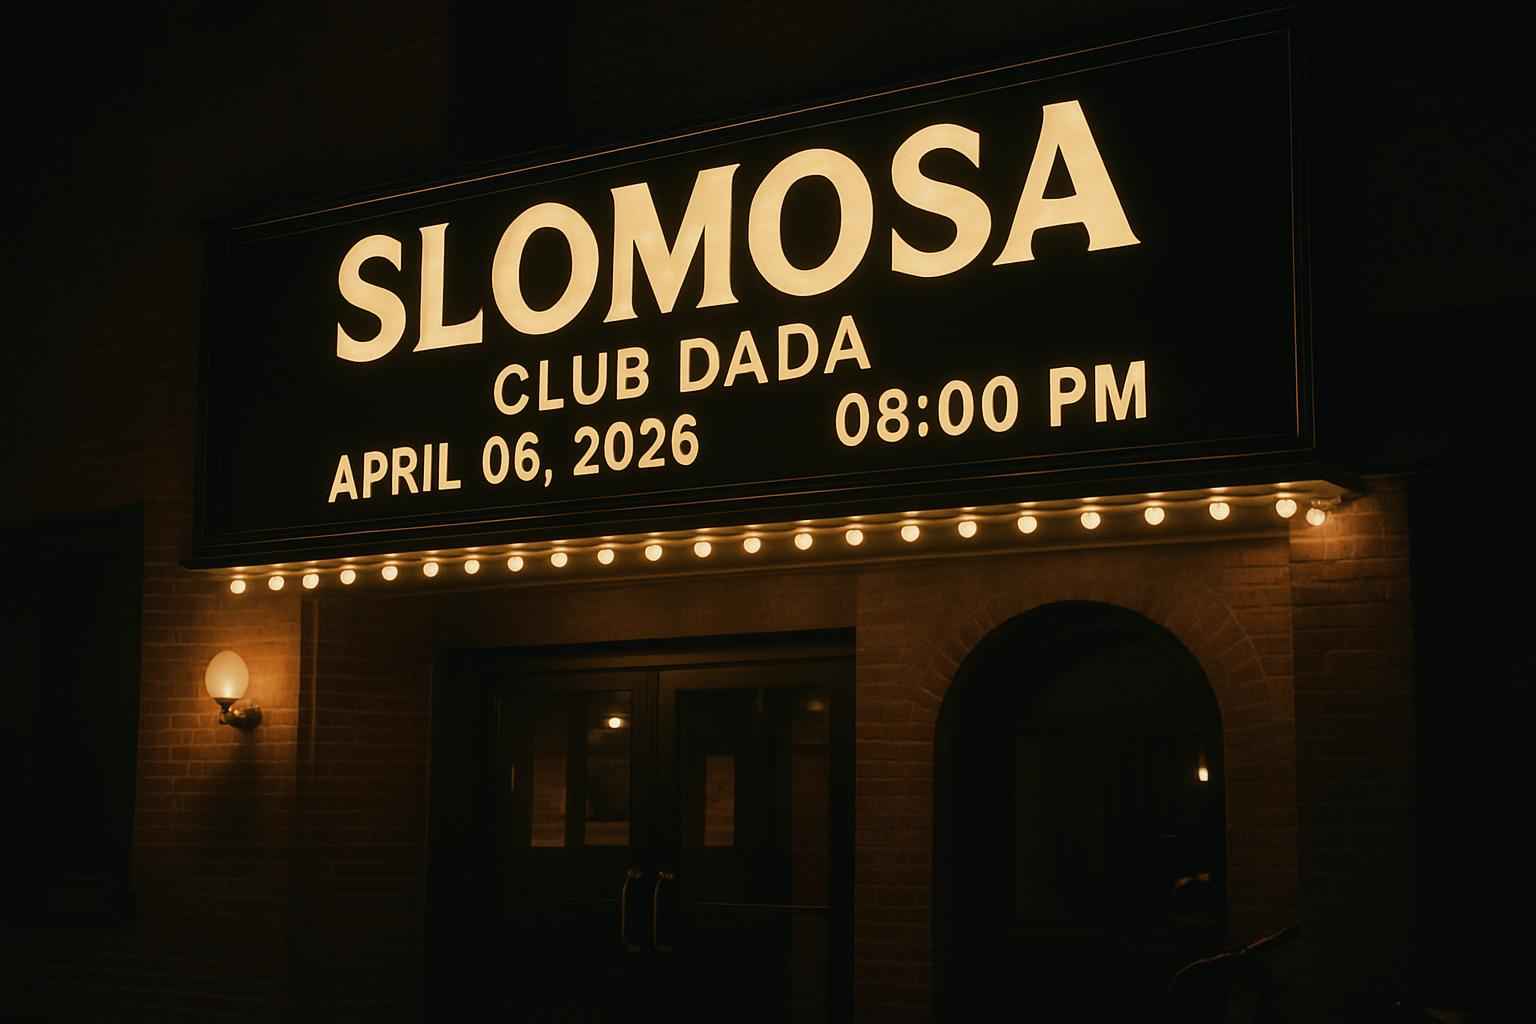 SLOMOSA
CLUB DADA
APRIL 06, 2026 08:00 PM